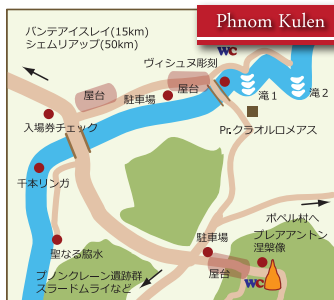 Phnom Kulen
バンテアイスレイ(15km)
シェムリアップ(50km)
WC
ヴィシュヌ彫刻
屋台
駐車場
屋台
滝1
滝2
入場券チェック
Pr.クラオルロメアス
千本リンガ
ポペル村へ
聖なる脇水
駐車場
プレアアントン
涅槃像
屋台
WC
プノンクレーン遺跡群
スラードムライなど